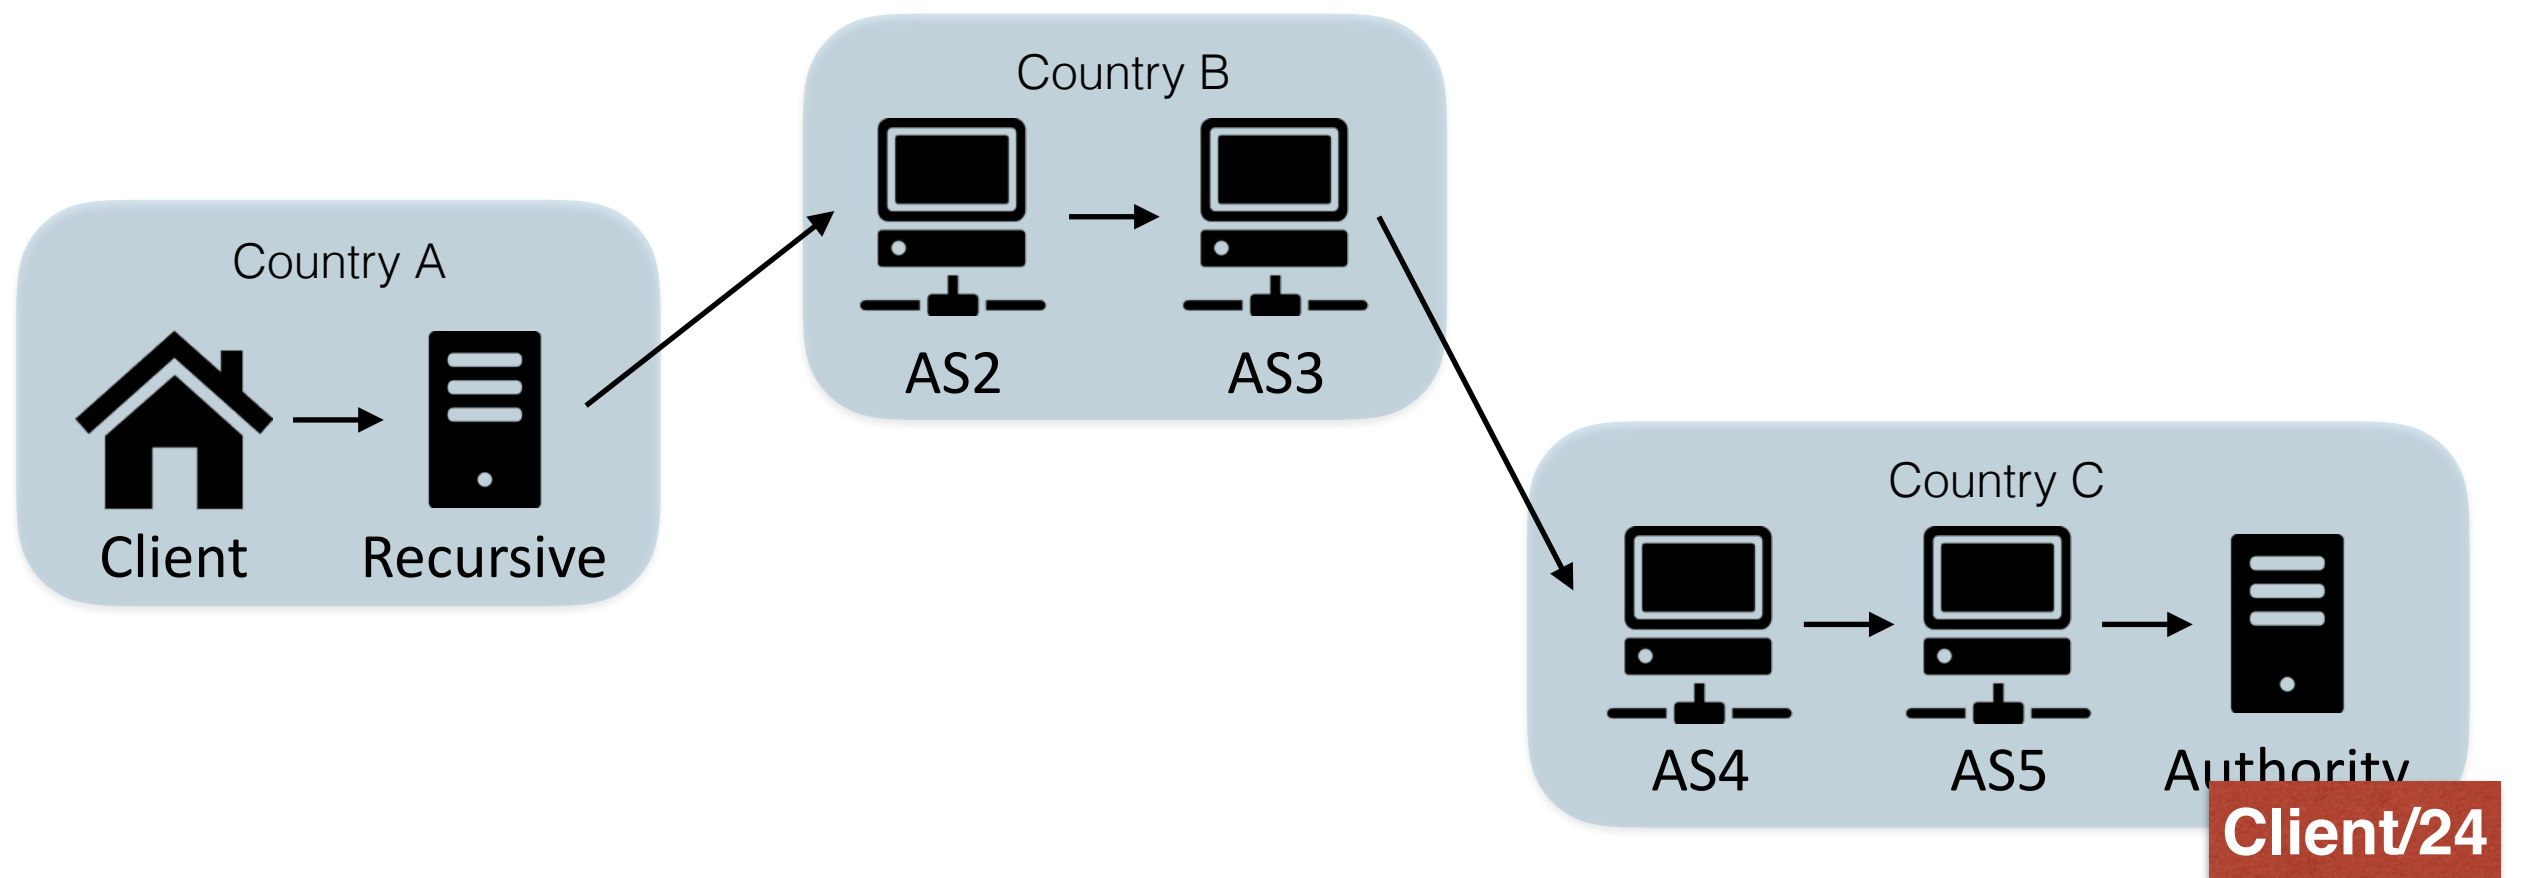 Country A
Client
Recursive
Country B
AS2
AS3
Country C
AS4
AS5
Authority
Client/24